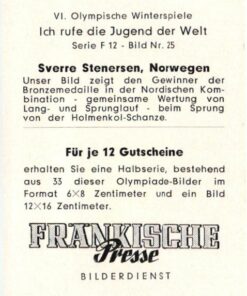 VI. Olympische Winterspiele
Ich rufe die Jugend der Welt
Serie F 12 - Bild Nr. 25
Sverre Stenersen, Norwegen
Unser Bild zeigt den Gewinner der
Bronzemedaille in der Nordischen Kom-
bination - gemeinsame Wertung von
Lang- und Sprunglauf - beim Sprung
von der Holmenkol-Schanze.
Für je 12 Gutscheine
erhalten Sie eine Halbserie, bestehend
aus 33 dieser Olympiade-Bilder im
Format 6×8 Zentimeter und ein Bild
12×16 Zentimeter.
FRÄNKISCHE
Presse
BILDERDIENST